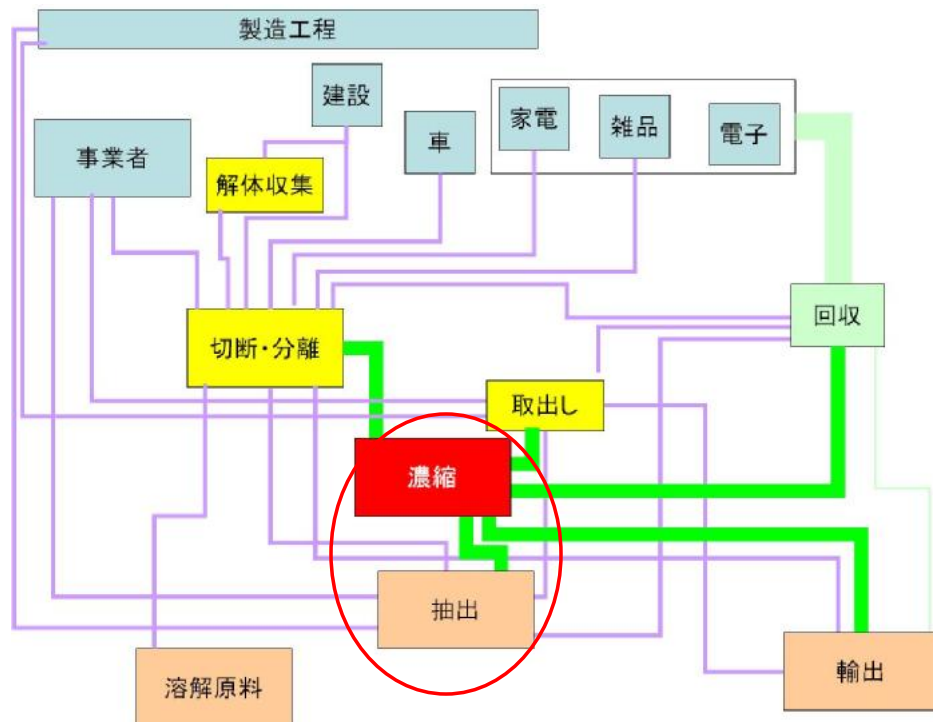 製造工程
建設
家電
雑品
電子
車
事業者
解体収集
回収
切断・分離
取出し
濃縮
抽出
輸出
溶解原料